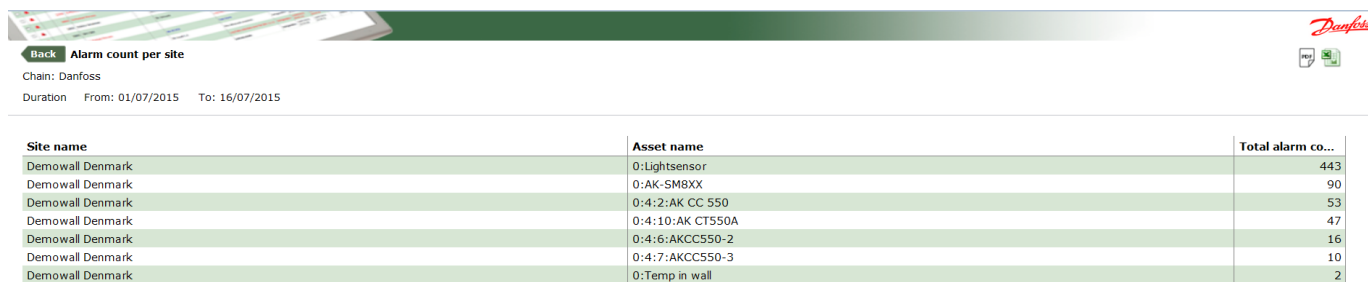 Danfoss
Back Alarm count per site
PDF
Chain: Danfoss
Duration From: 01/07/2015 To: 16/07/2015
Site name Asset name Total alarm co...
Demowall Denmark 0:Lightsensor 443
Demowall Denmark 0:AK-SM8XX 90
Demowall Denmark 0:4:2:AK CC 550 53
Demowall Denmark 0:4:10:AK CT550A 47
Demowall Denmark 0:4:6:AKCC550-2 16
Demowall Denmark 0:4:7:AKCC550-3 10
Demowall Denmark 0:Temp in wall 2